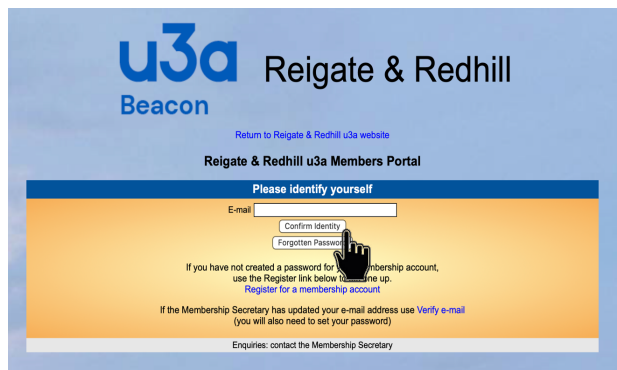 u3a
Beacon
Reigate & Redhill
Return to Reigate & Redhill u3a website
Reigate & Redhill u3a Members Portal
Please identify yourself
E-mail
Confirm Identity
Forgotten Passwor
If you have not created a password for membership account,
use the Register link below to one up.
Register for a membership account
If the Membership Secretary has updated your e-mail address use Verify e-mail
(you will also need to set your password)
Enquiries: contact the Membership Secretary